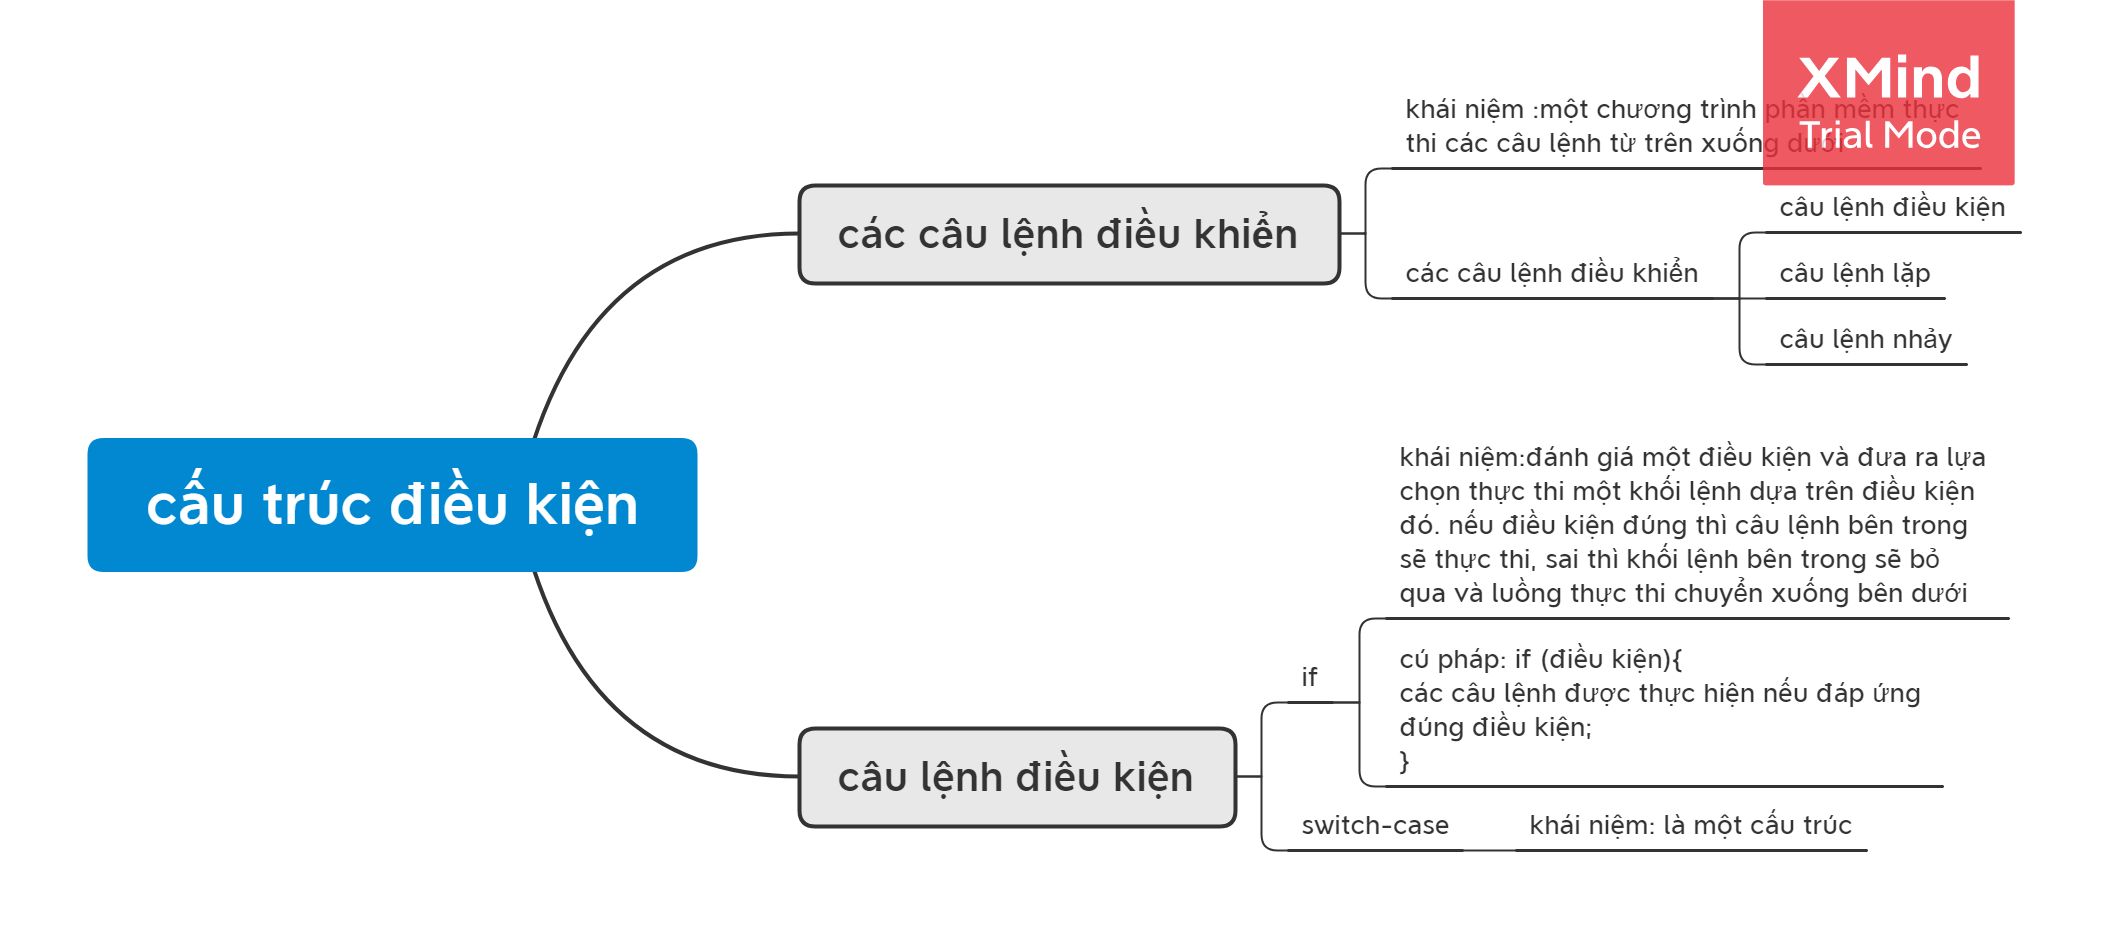 XMind
Trial Mode
khái niệm :một chương trình phần mềm thực
thi các câu lệnh từ trên xuống dưới
các câu lệnh điều khiển
câu lệnh điều kiện
các câu lệnh điều khiển
câu lệnh lặp
câu lệnh nhảy
cấu trúc điều kiện
khái niệm:đánh giá một điều kiện và đưa ra lựa
chọn thực thi một khối lệnh dựa trên điều kiện
đó. nếu điều kiện đúng thì câu lệnh bên trong
sẽ thực thi, sai thì khối lệnh bên trong sẽ bỏ
qua và luồng thực thi chuyển xuống bên dưới
if
cú pháp: if (điều kiện){
các câu lệnh được thực hiện nếu đáp ứng
đúng điều kiện;
}
câu lệnh điều kiện
switch-case
khái niệm: là một cấu trúc